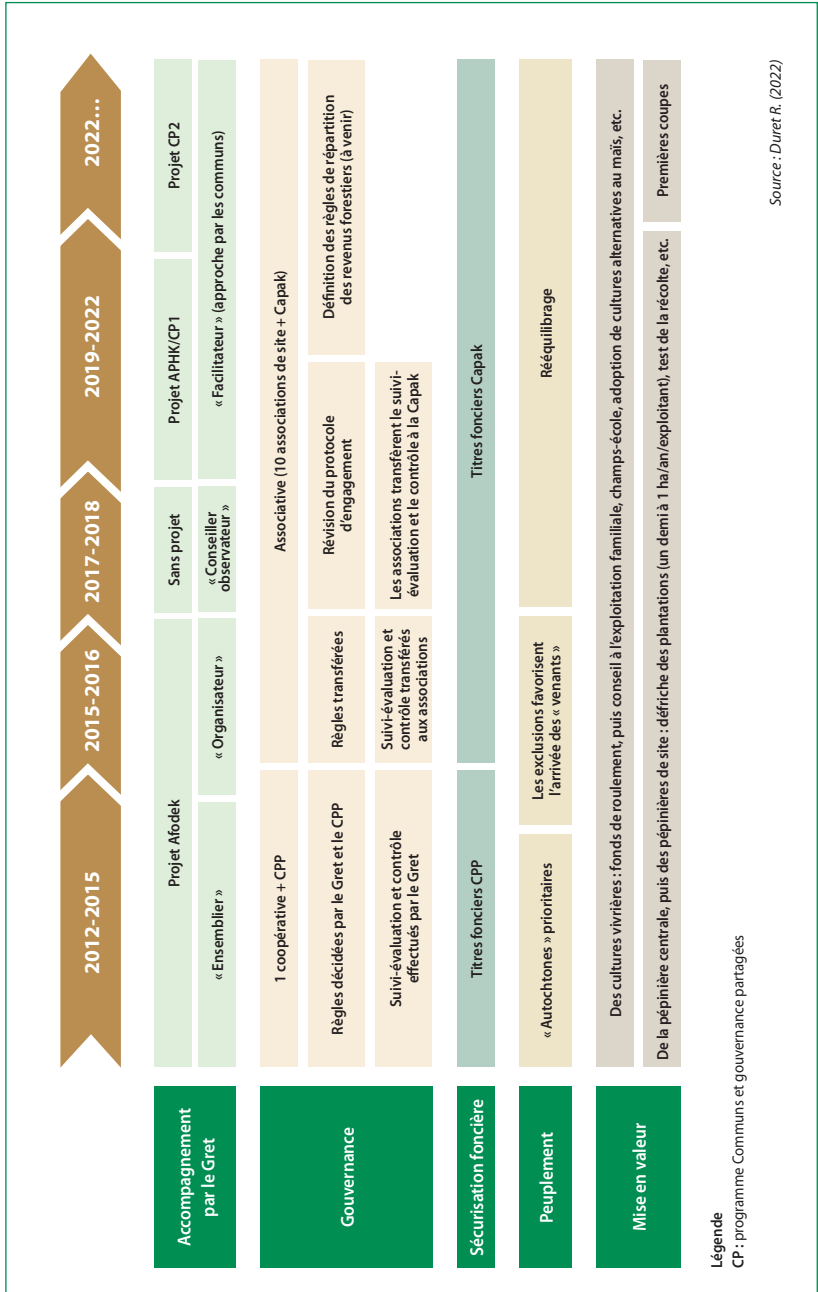 2012-2015
2015-2016
2017-2018
2019-2022
2022...
Accompagnement
par le Gret
Projet Afodek
Sans projet
Projet APHK/CP1
Projet CP2
« Ensemblier »
« Organisateur »
« Conseiller
observateur »
« Facilitateur » (approche par les communs)
Gouvernance
1 coopérative + CPP
Associative (10 associations de site + Capak)
Règles décidées par le Gret et le CPP
Règles transférées
Révision du protocole
d’engagement
Définition des règles de répartition
des revenus forestiers (à venir)
Suivi-évaluation et contrôle
effectués par le Gret
Suivi-évaluation et
contrôle transférés
aux associations
Les associations transfèrent le suivi-
évaluation et le contrôle à la Capak
Sécurisation foncière
Titres fonciers CPP
Titres fonciers Capak
Peuplement
« Autochtones » prioritaires
Les exclusions favorisent
l’arrivée des « venants »
Rééquilibrage
Mise en valeur
Des cultures vivrières : fonds de roulement, puis conseil à l’exploitation familiale, champs-école, adoption de cultures alternatives au maïs, etc.
De la pépinière centrale, puis des pépinières de site : défriche des plantations (un demi à 1 ha/an/exploitant), test de la récolte, etc.
Premières coupes
Légende
CP : programme Communs et gouvernance partagées
Source : Duret R. (2022)